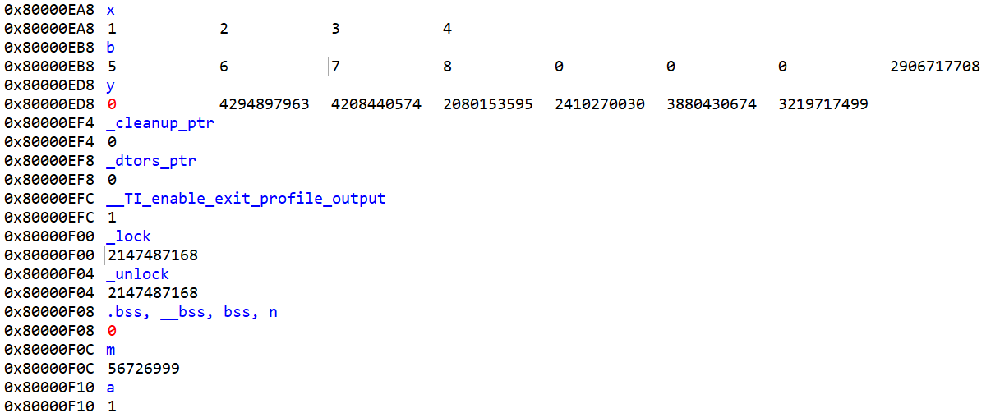 0x80000EA8 x
0x80000EA8 1 2 3 4
0x80000EB8 b
0x80000EB8 5 6 7 8 0 0 0 2906717708
0x80000ED8 y
0x80000ED8 0 4294897963 4208440574 2080153595 2410270030 3880430674 3219717499
0x80000EF4 _cleanup_ptr
0x80000EF4 0
0x80000EF8 _dtors_ptr
0x80000EF8 0
0x80000EFC __TI_enable_exit_profile_output
0x80000EFC 1
0x80000F00 _lock
0x80000F00 2147487168
0x80000F04 _unlock
0x80000F04 2147487168
0x80000F08 .bss, __bss, bss, n
0x80000F08 0
0x80000F0C m
0x80000F0C 56726999
0x80000F10 a
0x80000F10 1